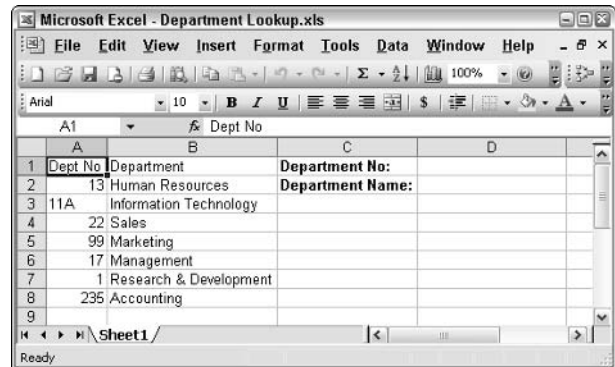 Microsoft Excel - Department Lookup.xls
File Edit View Insert Format Tools Data Window Help
Σ 100%
Arial 10 B I U $ A
A1 fx Dept No
A B C D
1 Dept No Department Department No:
2 13 Human Resources Department Name:
3 11A Information Technology
4 22 Sales
5 99 Marketing
6 17 Management
7 1 Research & Development
8 235 Accounting
9
Sheet1
Ready